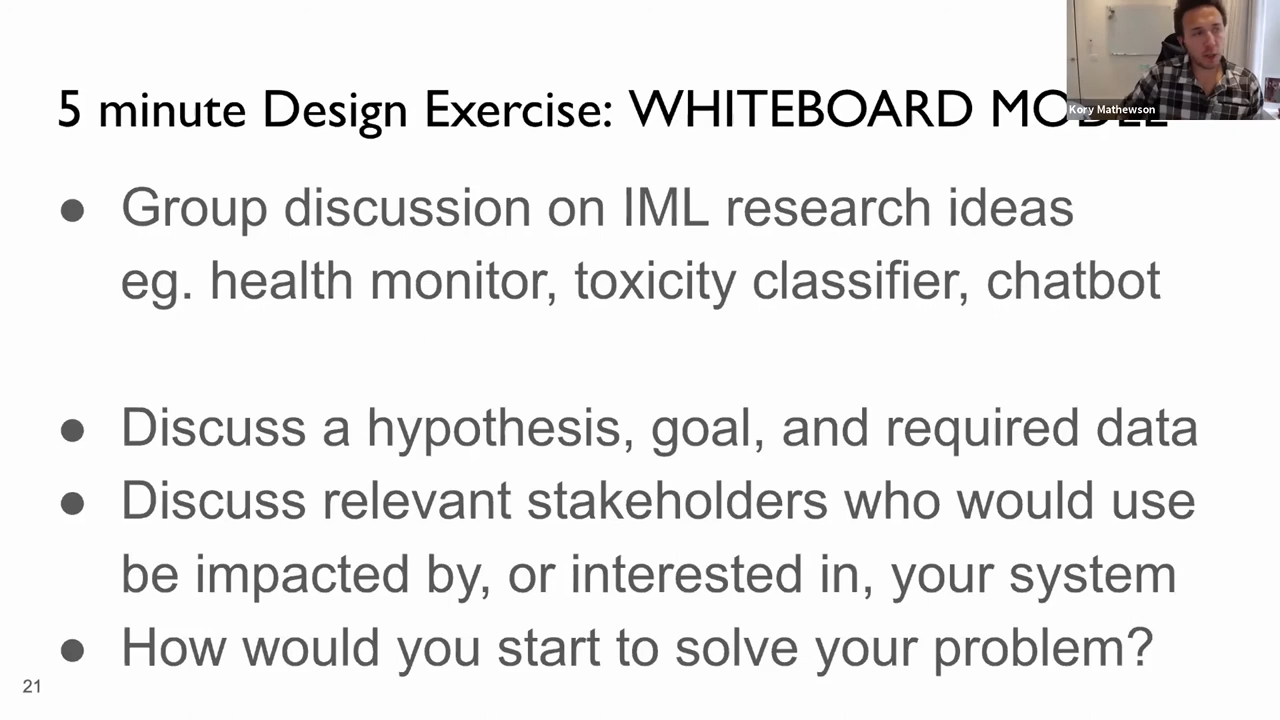 5 minute Design Exercise: WHITEBOARD MODEL
Kory Mathewson
● Group discussion on IML research ideas
eg. health monitor, toxicity classifier, chatbot
● Discuss a hypothesis, goal, and required data
● Discuss relevant stakeholders who would use
be impacted by, or interested in, your system
● How would you start to solve your problem?
21